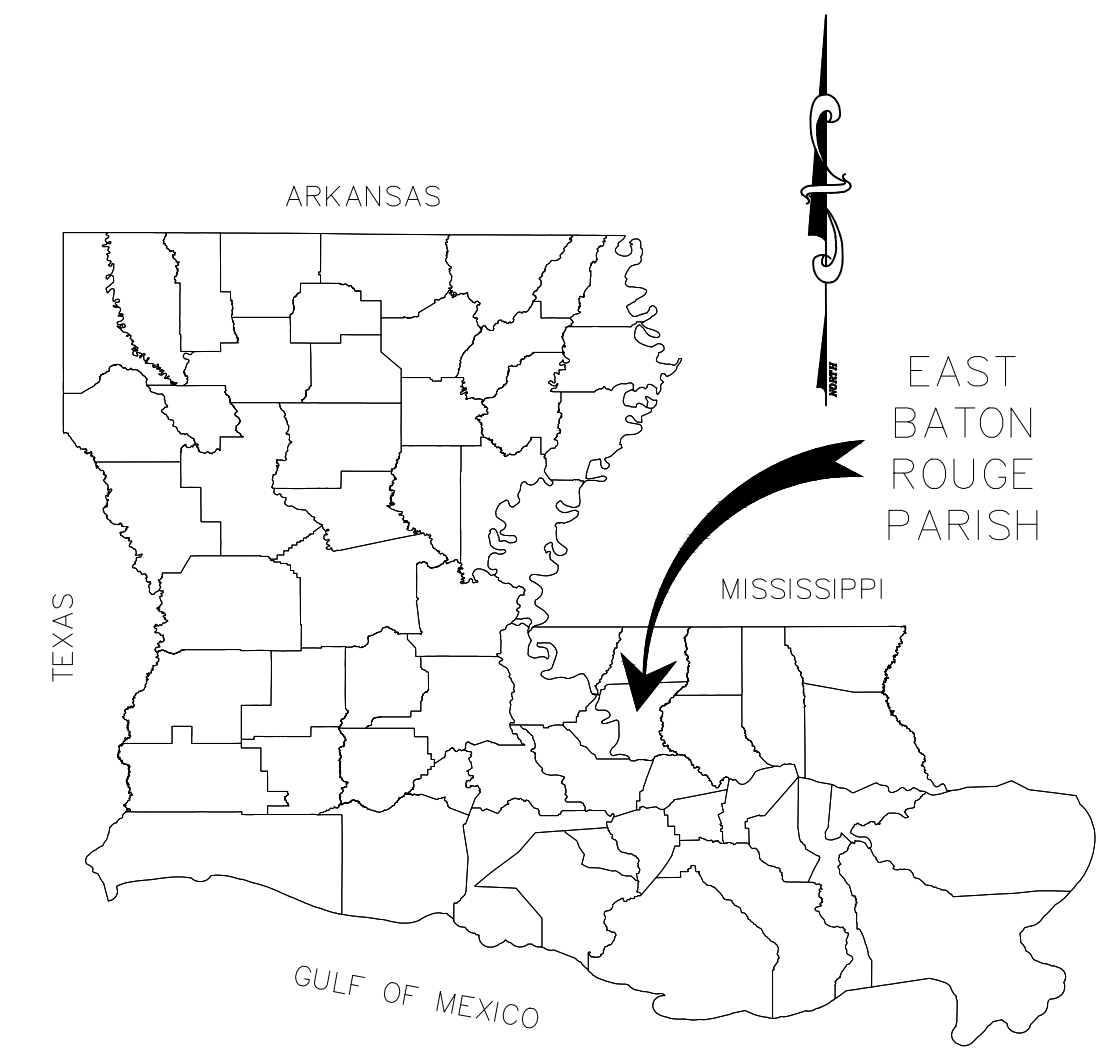 ARKANSAS
NORTH
EAST
BATON
ROUGE
PARISH
MISSISSIPPI
TEXAS
GULF OF MEXICO